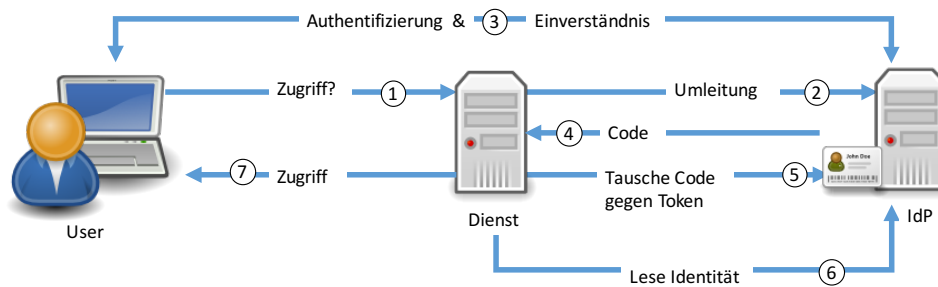 Authentifizierung & ③ Einverständnis
Zugriff? ① Umleitung ②
④ Code
⑦ Zugriff Tausche Code ⑤
gegen Token
John Doe
User Dienst IdP
Lese Identität ⑥